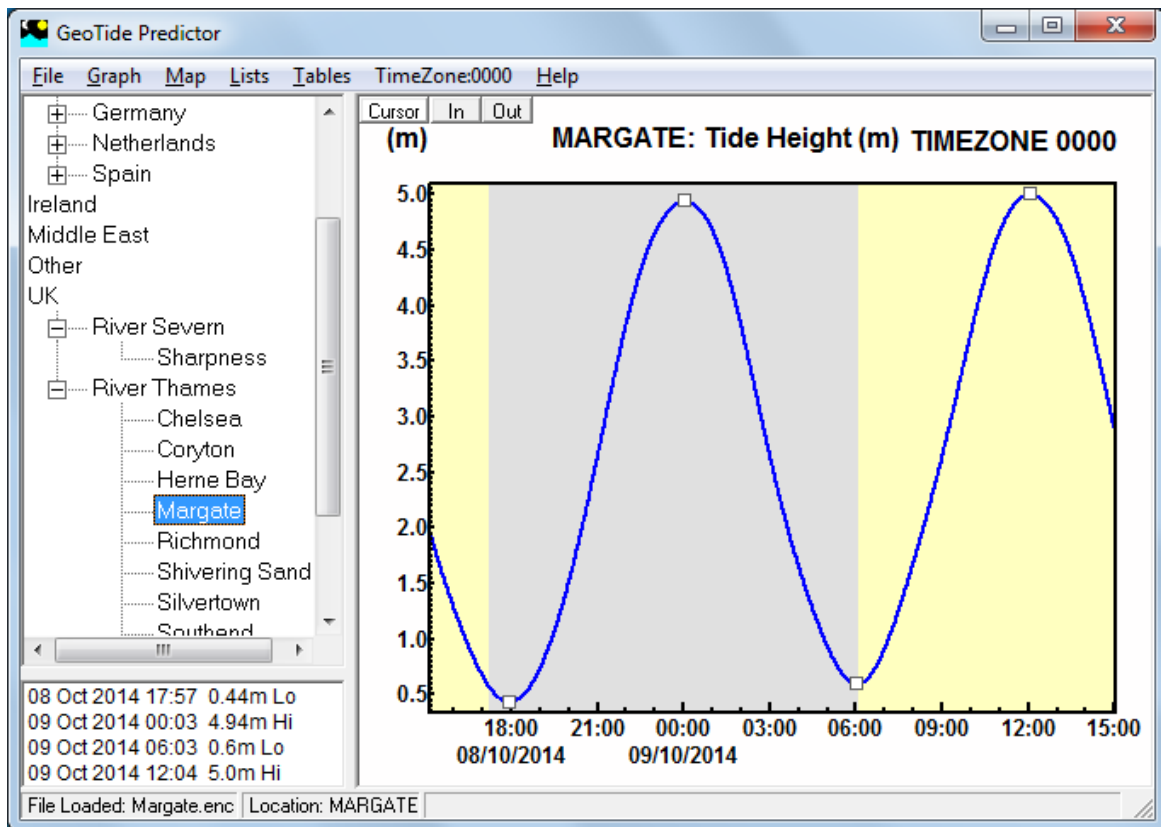 GeoTide Predictor
File Graph Map Lists Tables TimeZone:0000 Help
Germany
Netherlands
Spain
Ireland
Middle East
Other
UK
River Severn
Sharpness
River Thames
Chelsea
Coryton
Herne Bay
Margate
Richmond
Shivering Sand
Silvertown
Southend
08 Oct 2014 17:57 0.44m Lo
09 Oct 2014 00:03 4.94m Hi
09 Oct 2014 06:03 0.6m Lo
09 Oct 2014 12:04 5.0m Hi
Cursor In Out
(m) MARGATE: Tide Height (m) TIMEZONE 0000
5.0
4.5
4.0
3.5
3.0
2.5
2.0
1.5
1.0
0.5
18:00 21:00 00:00 03:00 06:00 09:00 12:00 15:00
08/10/2014 09/10/2014
File Loaded: Margate.enc Location: MARGATE